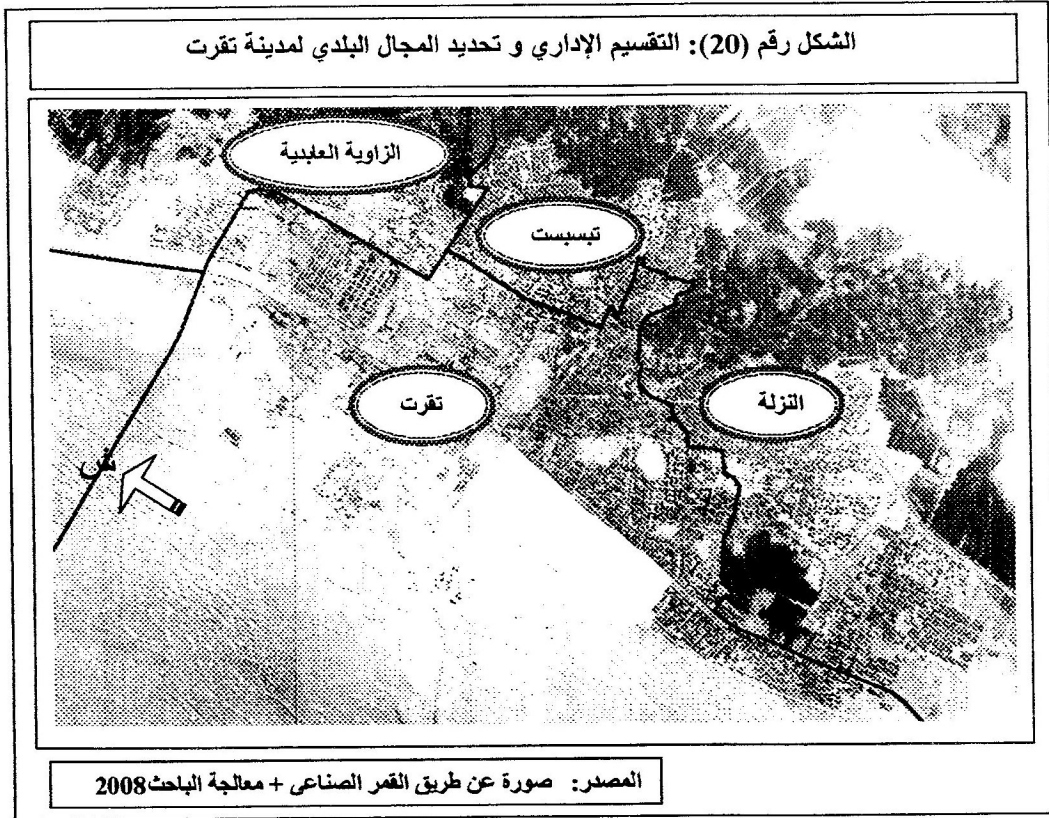 الشكل رقم (20): التقسيم الإداري و تحديد المجال البلدي لمدينة تقرت
الزاوية العابدية
تبسبست
تقرت
النزلة
ش
المصدر: صورة عن طريق القمر الصناعي + معالجة الباحث2008